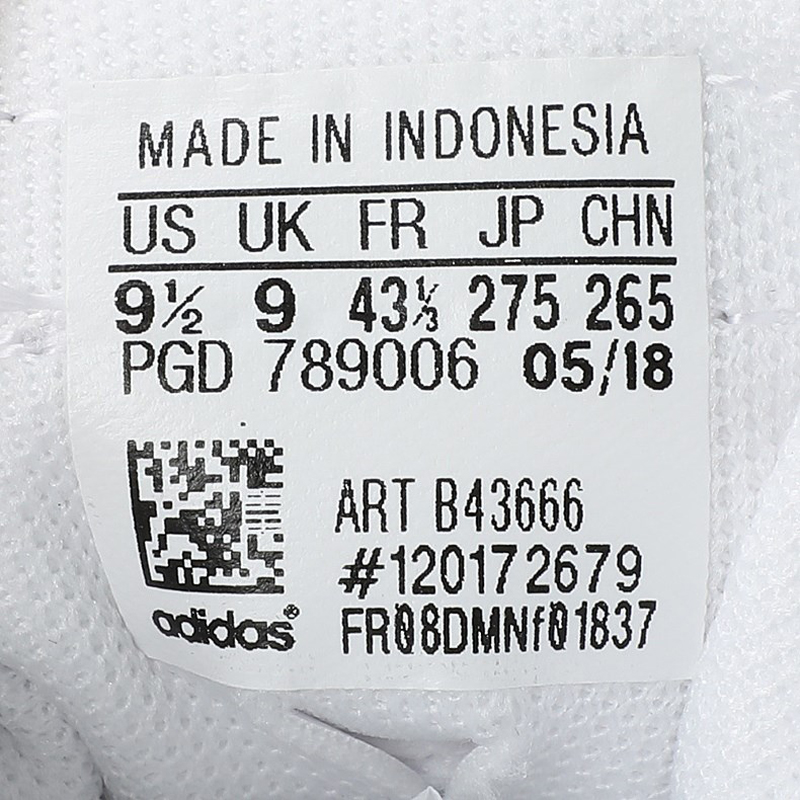 MADE IN INDONESIA
US UK FR JP CHN
9½ 9 43⅓ 275 265
PGD 789006 05/18
ART B43666
#120172679
adidas®
FR08DMNf01837